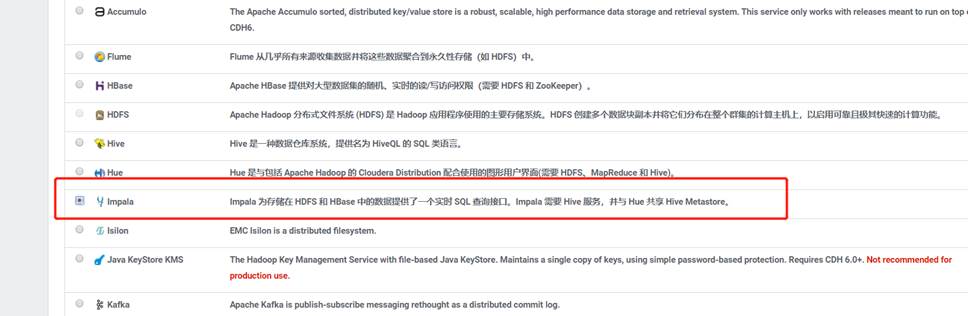 Accumulo The Apache Accumulo sorted, distributed key/value store is a robust, scalable, high performance data storage and retrieval system. This service only works with releases meant to run on top
CDH6.
Flume Flume 从几乎所有来源收集数据并将这些数据聚合到永久性存储（如 HDFS）中。
HBase Apache HBase 提供对大型数据集的随机、实时的读/写访问权限（需要 HDFS 和 ZooKeeper）。
HDFS Apache Hadoop 分布式文件系统 (HDFS) 是 Hadoop 应用程序使用的主要存储系统。HDFS 创建多个数据块副本并将它们分布在整个群集的计算主机上，以启用可靠且极其快速的计算功能。
Hive Hive 是一种数据仓库系统，提供名为 HiveQL 的 SQL 类语言。
Hue Hue 是与包括 Apache Hadoop 的 Cloudera Distribution 配合使用的图形用户界面(需要 HDFS、MapReduce 和 Hive)。
Impala Impala 为存储在 HDFS 和 HBase 中的数据提供了一个实时 SQL 查询接口。Impala 需要 Hive 服务，并与 Hue 共享 Hive Metastore。
Isilon EMC Isilon is a distributed filesystem.
Java KeyStore KMS The Hadoop Key Management Service with file-based Java KeyStore. Maintains a single copy of keys, using simple password-based protection. Requires CDH 6.0+. Not recommended for
production use.
Kafka Apache Kafka is publish-subscribe messaging rethought as a distributed commit log.